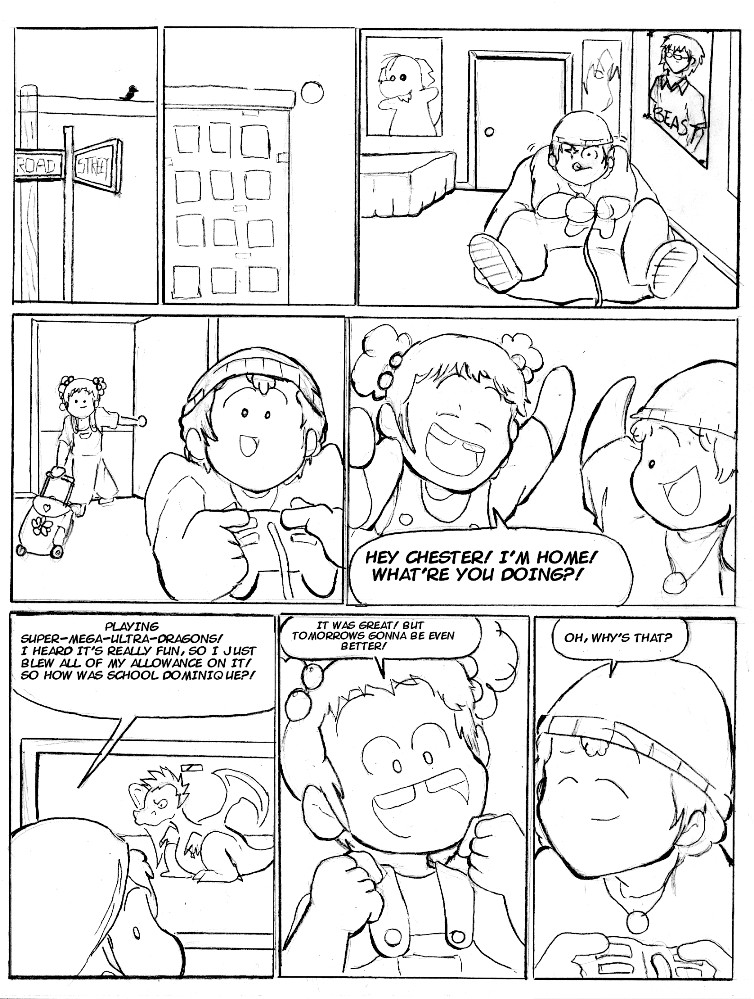 ROAD
STREET
BEAST
HEY CHESTER! I'M HOME!
WHAT'RE YOU DOING?!
PLAYING
SUPER-MEGA-ULTRA-DRAGONS!
I HEARD IT'S REALLY FUN, SO I JUST
BLEW ALL OF MY ALLOWANCE ON IT!
SO HOW WAS SCHOOL DOMINIQUE?!
IT WAS GREAT! BUT
TOMORROWS GONNA BE EVEN
BETTER!
OH, WHY'S THAT?